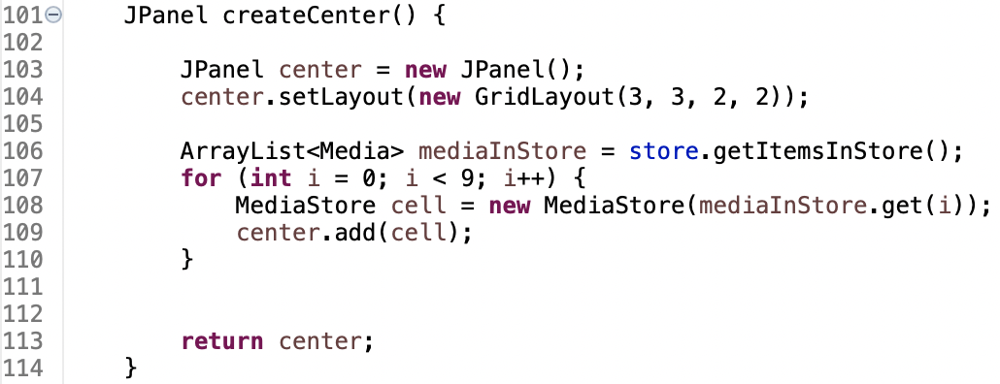 101 JPanel createCenter() {
102
103 JPanel center = new JPanel();
104 center.setLayout(new GridLayout(3, 3, 2, 2));
105
106 ArrayList<Media> mediaInStore = store.getItemsInStore();
107 for (int i = 0; i < 9; i++) {
108 MediaStore cell = new MediaStore(mediaInStore.get(i));
109 center.add(cell);
110 }
111
112
113 return center;
114 }